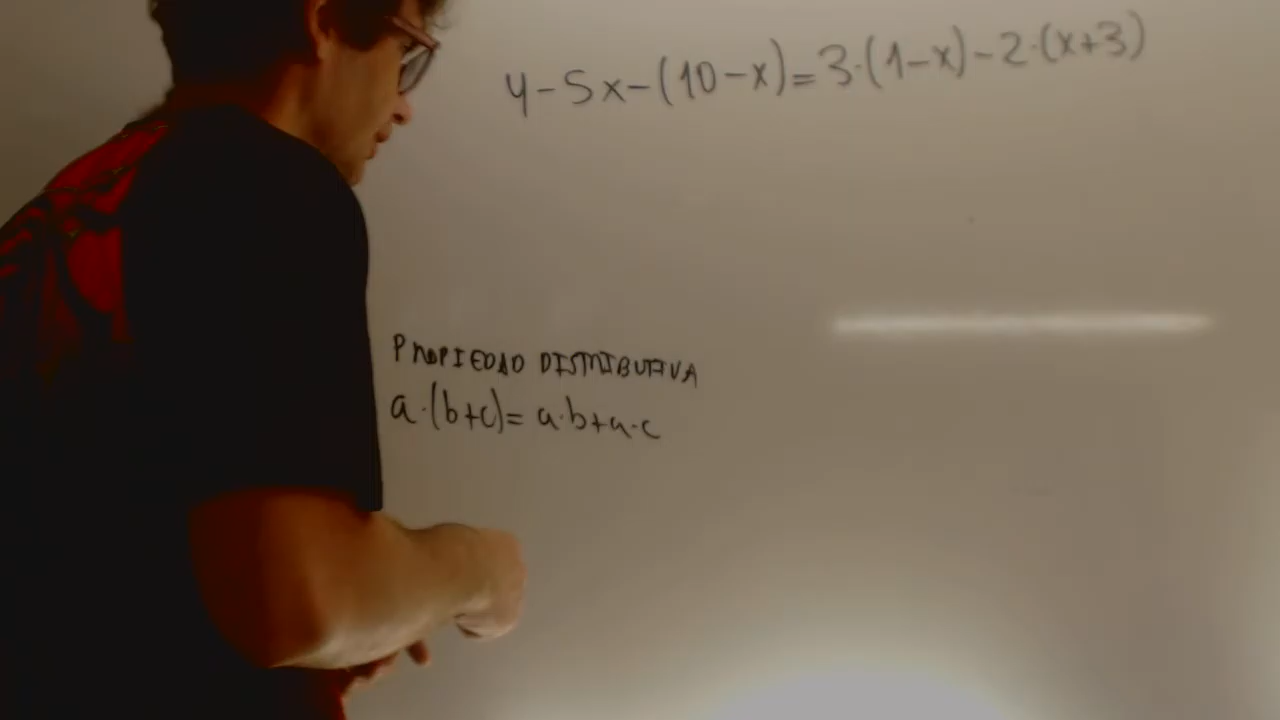 4-5x-(10-x)=3·(1-x)-2·(x+3)
PROPIEDAD DISTRIBUTIVA
a·(b+c)=a·b+a·c